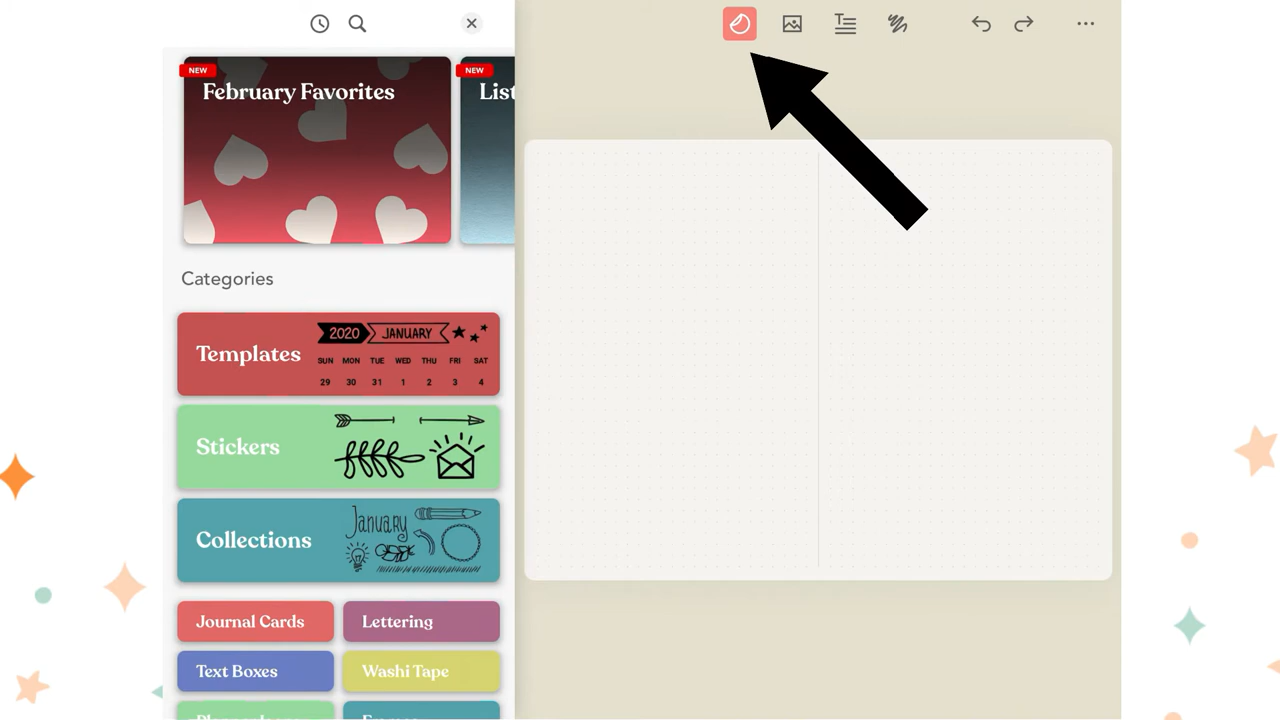 NEW
February Favorites
NEW
List
Categories
Templates
2020 JANUARY
SUN MON TUE WED THU FRI SAT
29 30 31 1 2 3 4
Stickers
Collections
January
Journal Cards
Lettering
Text Boxes
Washi Tape